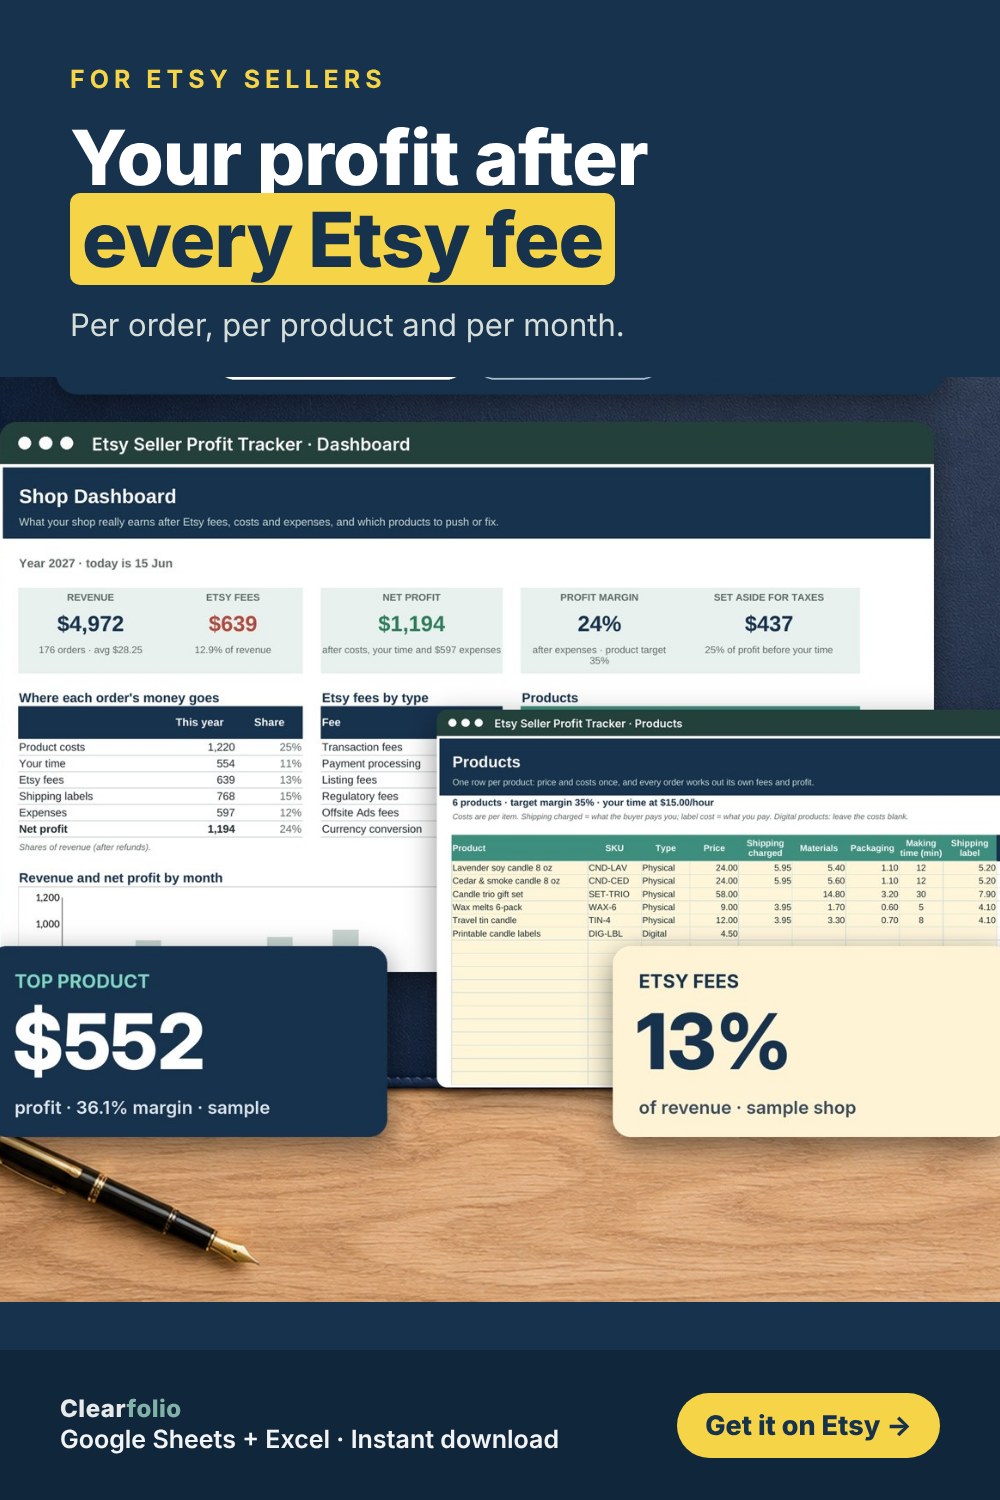 FOR ETSY SELLERS
Your profit after
every Etsy fee
Per order, per product and per month.
Etsy Seller Profit Tracker · Dashboard
Shop Dashboard
What your shop really earns after Etsy fees, costs and expenses, and which products to push or fix.
Year 2027 · today is 15 Jun
REVENUE ETSY FEES NET PROFIT PROFIT MARGIN SET ASIDE FOR TAXES
$4,972 $639 $1,194 24% $437
176 orders · avg $28.25 12.9% of revenue after costs, your time and $597 expenses after expenses · product target 25% of profit before your time
35%
Where each order's money goes Etsy fees by type Products
This year Share Fee
Product costs 1,220 25% Transaction fees
Your time 554 11% Payment processing
Etsy fees 639 13% Listing fees
Shipping labels 768 15% Regulatory fees
Expenses 597 12% Offsite Ads fees
Net profit 1,194 24% Currency conversion
Shares of revenue (after refunds).
Revenue and net profit by month
1,200
1,000
Etsy Seller Profit Tracker · Products
Products
One row per product: price and costs once, and every order works out its own fees and profit.
6 products · target margin 35% · your time at $15.00/hour
Costs are per item. Shipping charged = what the buyer pays you; label cost = what you pay. Digital products: leave the costs blank.
Product SKU Type Price Shipping charged Materials Packaging Making time (min) Shipping label
Lavender soy candle 8 oz CND-LAV Physical 24.00 5.95 5.40 1.10 12 5.20
Cedar & smoke candle 8 oz CND-CED Physical 24.00 5.95 5.60 1.10 12 5.20
Candle trio gift set SET-TRIO Physical 58.00 14.80 3.20 30 7.90
Wax melts 6-pack WAX-6 Physical 9.00 3.95 1.70 0.60 5 4.10
Travel tin candle TIN-4 Physical 12.00 3.95 3.30 0.70 8 4.10
Printable candle labels DIG-LBL Digital 4.50
TOP PRODUCT
$552
profit · 36.1% margin · sample
ETSY FEES
13%
of revenue · sample shop
Clearfolio
Google Sheets + Excel · Instant download
Get it on Etsy →